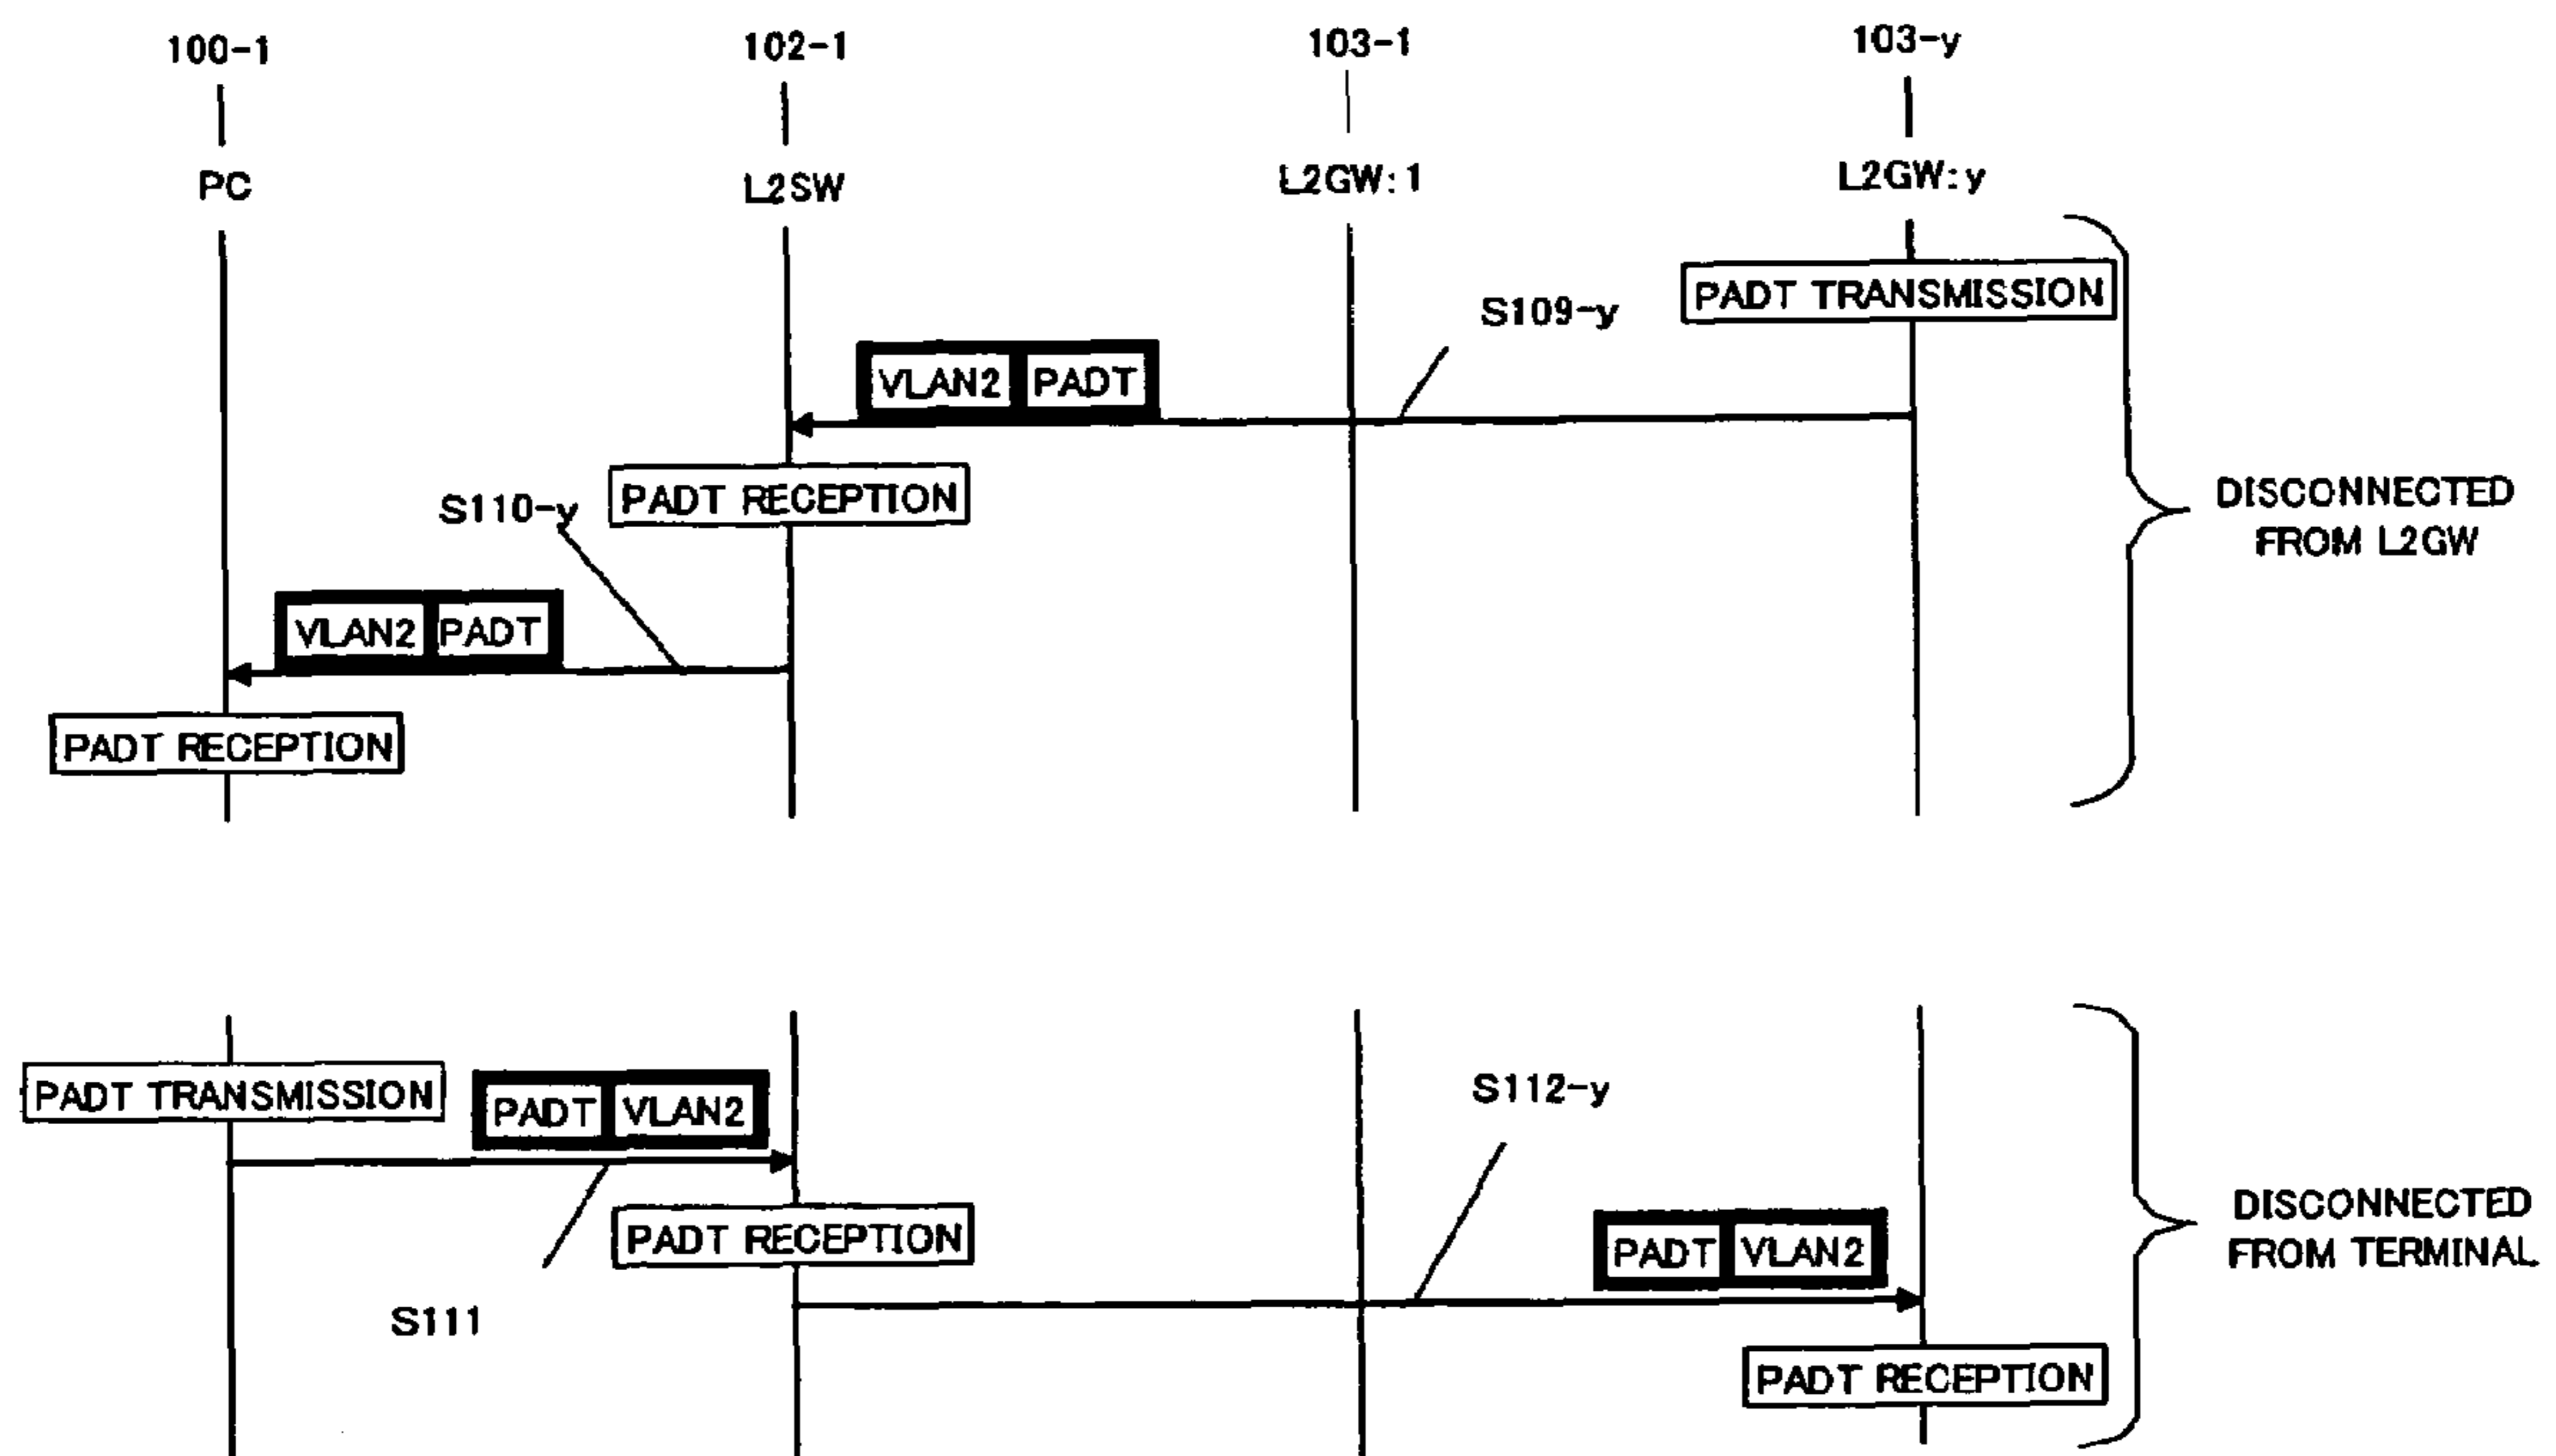 100-1
102-1
103-1
103-y
PC
L2SW
L2GW:1
L2GW:y
PADT TRANSMISSION
S109-y
VLAN2 PADT
PADT RECEPTION
S110-y
DISCONNECTED
FROM L2GW
VLAN2 PADT
PADT RECEPTION
PADT TRANSMISSION
PADT VLAN2
S112-y
PADT RECEPTION
PADT VLAN2
DISCONNECTED
FROM TERMINAL
S111
PADT RECEPTION